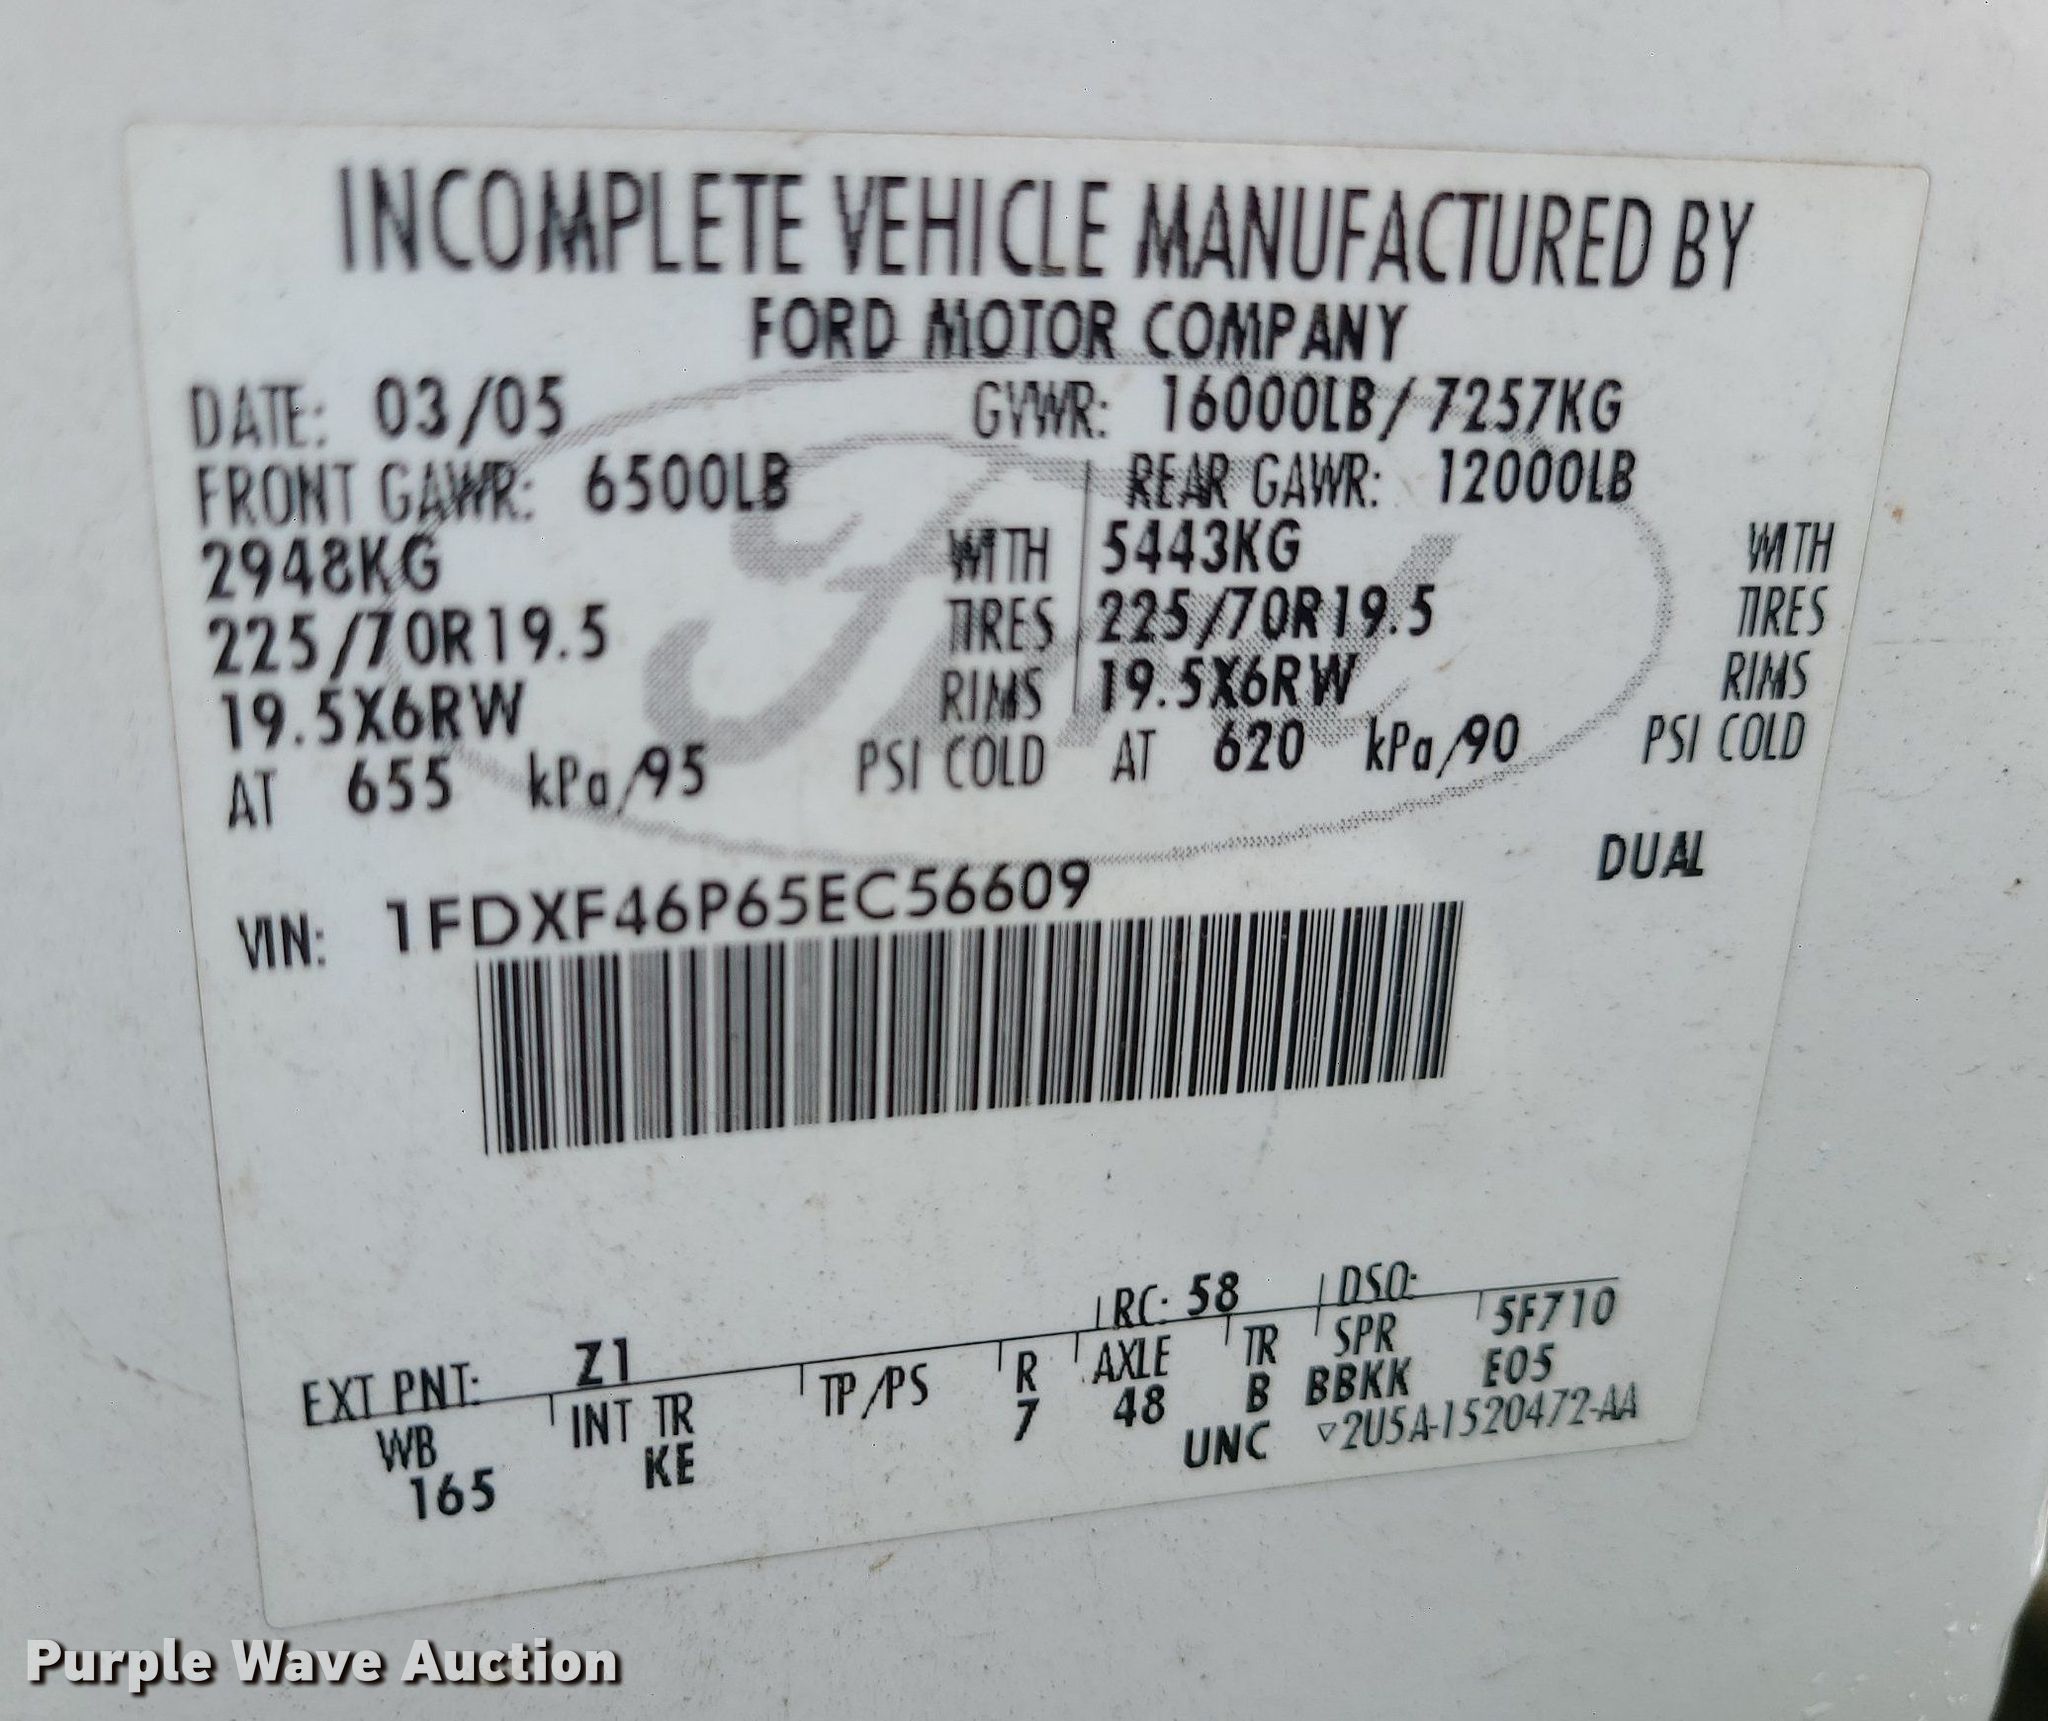 INCOMPLETE VEHICLE MANUFACTURED BY
FORD MOTOR COMPANY
DATE: 03/05 GVWR: 16000LB/7257KG
FRONT GAWR: 6500LB REAR GAWR: 12000LB
2948KG WITH 5443KG WITH
225/70R19.5 TIRES 225/70R19.5 TIRES
19.5X6RW RIMS 19.5X6RW RIMS
AT 655 kPa/95 PSI COLD AT 620 kPa/90 PSI COLD
DUAL
VIN: 1FDXF46P65EC56609
EXT PNT: Z1 RC: 58 DSO:
WB INT TR TP/PS R AXLE TR SPR 5F710
165 KE 7 48 B BBKK E05
UNC ▽2U5A-1520472-AA
Purple Wave Auction